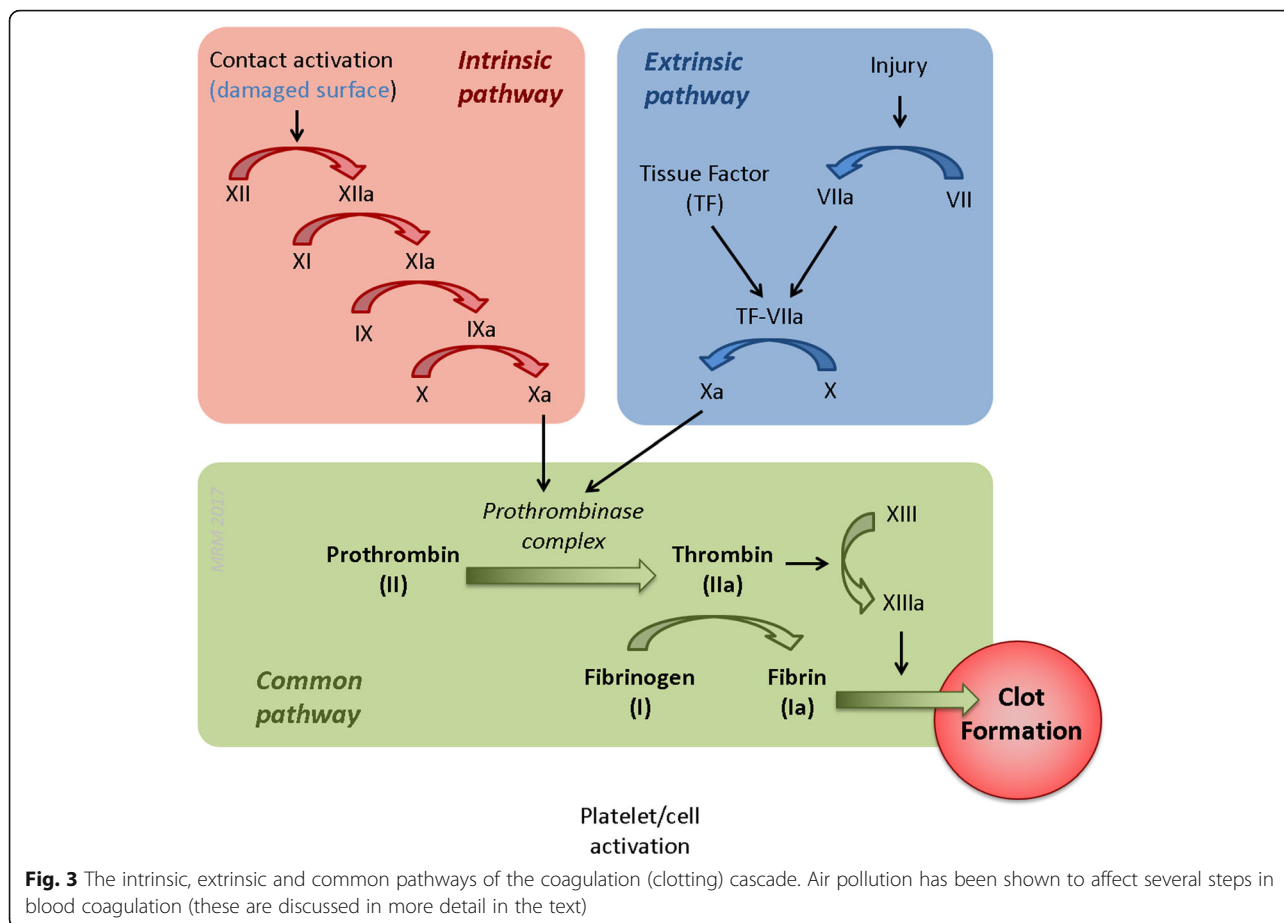 Contact activation
(damaged surface)
Intrinsic
pathway
XII
XIIa
XI
XIa
IX
IXa
X
Xa
Extrinsic
pathway
Injury
Tissue Factor
(TF)
VIIa
VII
TF-VIIa
Xa
X
MRM 2017
Prothrombinase
complex
Prothrombin
(II)
Thrombin
(IIa)
XIII
XIIIa
Fibrinogen
(I)
Fibrin
(Ia)
Common
pathway
Clot
Formation
Platelet/cell
activation
Fig. 3 The intrinsic, extrinsic and common pathways of the coagulation (clotting) cascade. Air pollution has been shown to affect several steps in
blood coagulation (these are discussed in more detail in the text)